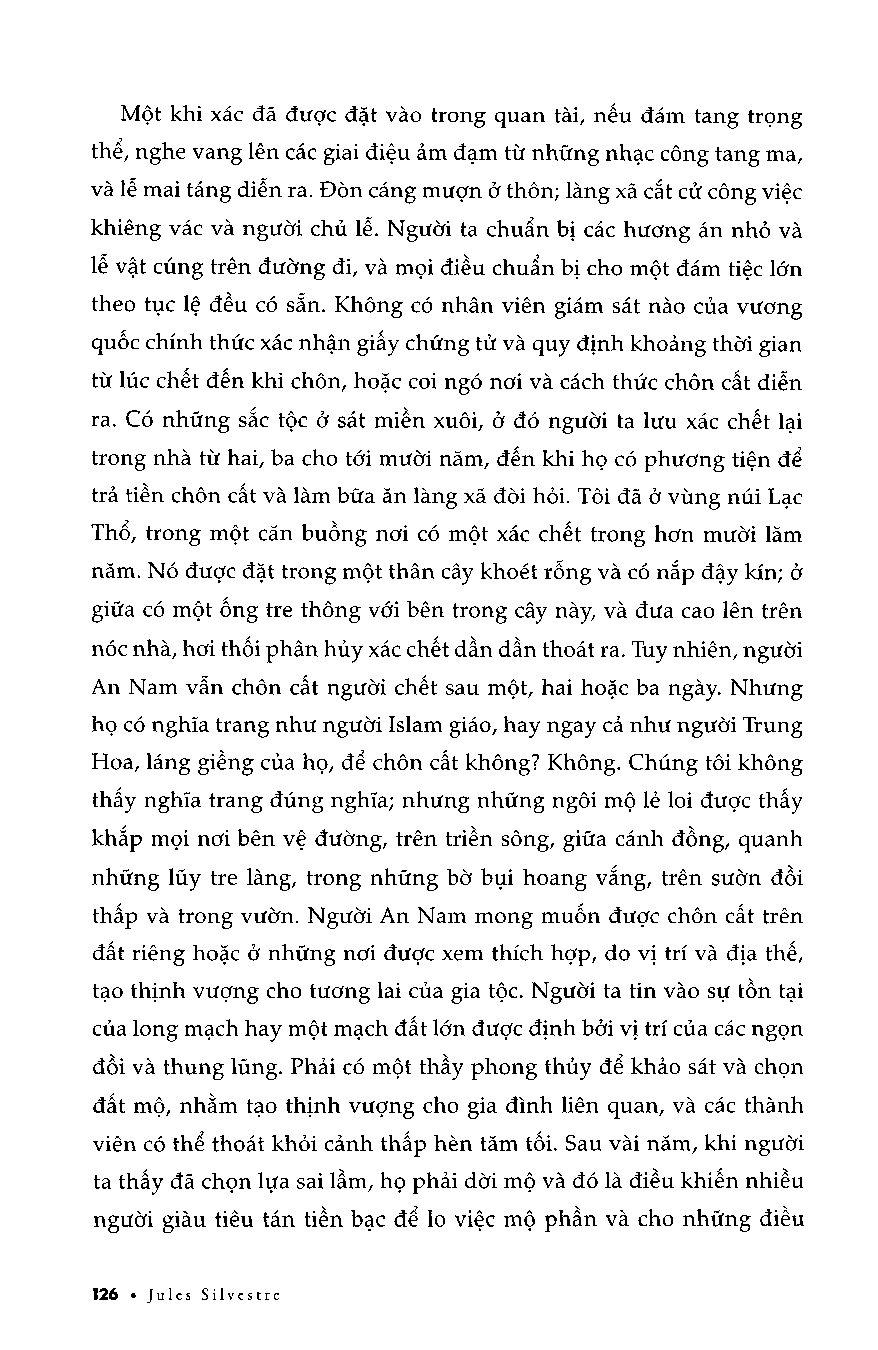 Một khi xác đã được đặt vào trong quan tài, nếu đám tang trọng
thể, nghe vang lên các giai điệu ảm đạm từ những nhạc công tang ma,
và lễ mai táng diễn ra. Đòn cáng mượn ở thôn; làng xã cắt cử công việc
khiêng vác và người chủ lễ. Người ta chuẩn bị các hương án nhỏ và
lễ vật cúng trên đường đi, và mọi điều chuẩn bị cho một đám tiệc lớn
theo tục lệ đều có sẵn. Không có nhân viên giám sát nào của vương
quốc chính thức xác nhận giấy chứng tử và quy định khoảng thời gian
từ lúc chết đến khi chôn, hoặc coi ngó nơi và cách thức chôn cất diễn
ra. Có những sắc tộc ở sát miền xuôi, ở đó người ta lưu xác chết lại
trong nhà từ hai, ba cho tới mười năm, đến khi họ có phương tiện để
trả tiền chôn cất và làm bữa ăn làng xã đòi hỏi. Tôi đã ở vùng núi Lạc
Thổ, trong một căn buồng nơi có một xác chết trong hơn mười lăm
năm. Nó được đặt trong một thân cây khoét rỗng và có nắp đậy kín; ở
giữa có một ống tre thông với bên trong cây này, và đưa cao lên trên
nóc nhà, hơi thối phân hủy xác chết dần dần thoát ra. Tuy nhiên, người
An Nam vẫn chôn cất người chết sau một, hai hoặc ba ngày. Nhưng
họ có nghĩa trang như người Islam giáo, hay ngay cả như người Trung
Hoa, láng giềng của họ, để chôn cất không? Không. Chúng tôi không
thấy nghĩa trang đúng nghĩa; nhưng những ngôi mộ lẻ loi được thấy
khắp mọi nơi bên vệ đường, trên triền sông, giữa cánh đồng, quanh
những lũy tre làng, trong những bờ bụi hoang vắng, trên sườn đồi
thấp và trong vườn. Người An Nam mong muốn được chôn cất trên
đất riêng hoặc ở những nơi được xem thích hợp, do vị trí và địa thế,
tạo thịnh vượng cho tương lai của gia tộc. Người ta tin vào sự tồn tại
của long mạch hay một mạch đất lớn được định bởi vị trí của các ngọn
đồi và thung lũng. Phải có một thầy phong thủy để khảo sát và chọn
đất mộ, nhằm tạo thịnh vượng cho gia đình liên quan, và các thành
viên có thể thoát khỏi cảnh thấp hèn tăm tối. Sau vài năm, khi người
ta thấy đã chọn lựa sai lầm, họ phải dời mộ và đó là điều khiến nhiều
người giàu tiêu tán tiền bạc để lo việc mộ phần và cho những điều
126 • Jules Silvestre